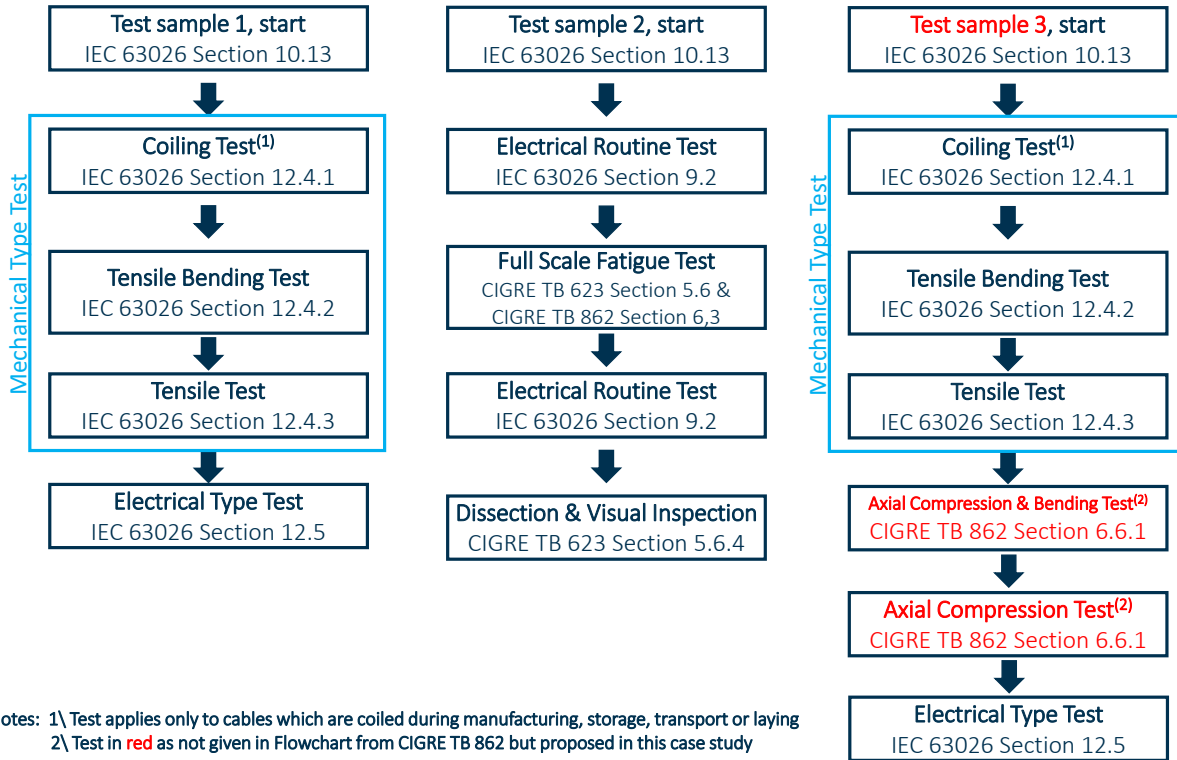 Test sample 1, start
IEC 63026 Section 10.13
Mechanical Type Test
Coiling Test(1)
IEC 63026 Section 12.4.1
Tensile Bending Test
IEC 63026 Section 12.4.2
Tensile Test
IEC 63026 Section 12.4.3
Electrical Type Test
IEC 63026 Section 12.5
Test sample 2, start
IEC 63026 Section 10.13
Electrical Routine Test
IEC 63026 Section 9.2
Full Scale Fatigue Test
CIGRE TB 623 Section 5.6 &
CIGRE TB 862 Section 6,3
Electrical Routine Test
IEC 63026 Section 9.2
Dissection & Visual Inspection
CIGRE TB 623 Section 5.6.4
Test sample 3, start
IEC 63026 Section 10.13
Mechanical Type Test
Coiling Test(1)
IEC 63026 Section 12.4.1
Tensile Bending Test
IEC 63026 Section 12.4.2
Tensile Test
IEC 63026 Section 12.4.3
Axial Compression & Bending Test(2)
CIGRE TB 862 Section 6.6.1
Axial Compression Test(2)
CIGRE TB 862 Section 6.6.1
Electrical Type Test
IEC 63026 Section 12.5
otes: 1\ Test applies only to cables which are coiled during manufacturing, storage, transport or laying
2\ Test in red as not given in Flowchart from CIGRE TB 862 but proposed in this case study